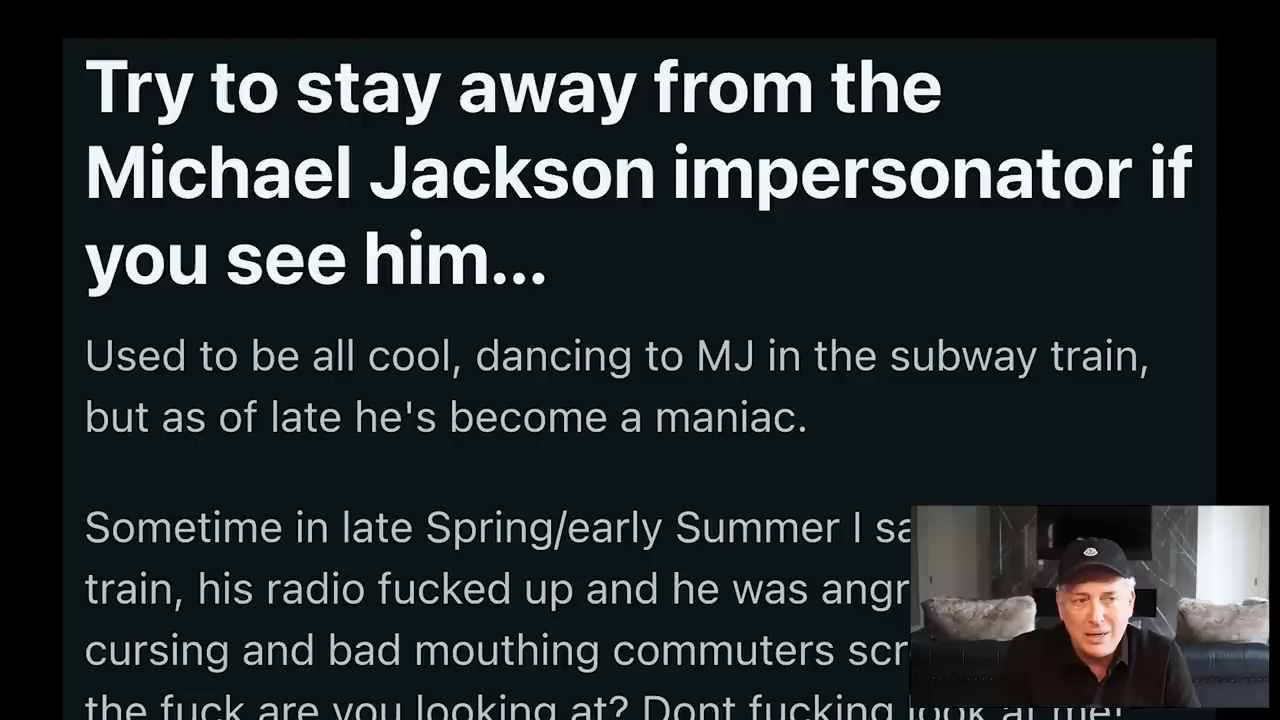 Try to stay away from the
Michael Jackson impersonator if
you see him...
Used to be all cool, dancing to MJ in the subway train,
but as of late he's become a maniac.
Sometime in late Spring/early Summer I
train, his radio fucked up and he was
cursing and bad mouthing commuters
the fuck are you looking at? Dont fucking look at me!